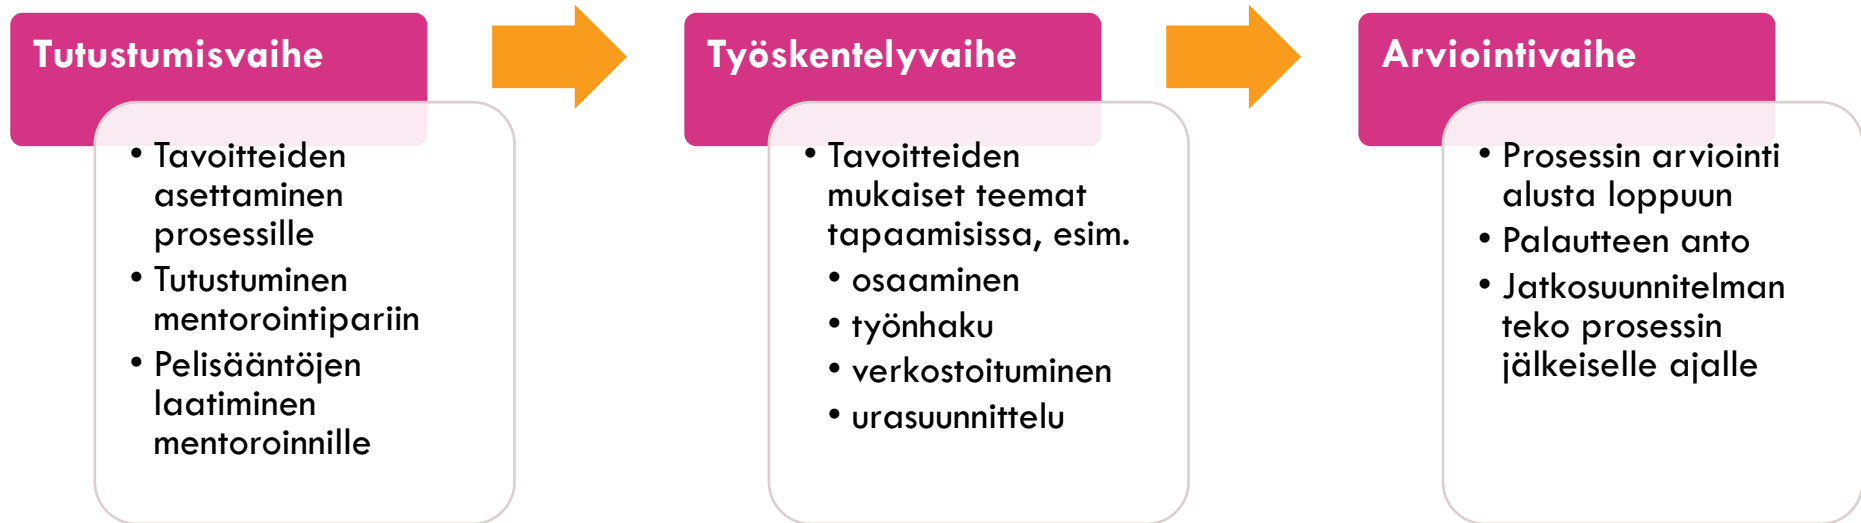 Tutustumisvaihe
• Tavoitteiden
asettaminen
prosessille
• Tutustuminen
mentorointipariin
• Pelisääntöjen
laatiminen
mentoroinnille
Työskentelyvaihe
• Tavoitteiden
mukaiset teemat
tapaamisissa, esim.
• osaaminen
• työnhaku
• verkostoituminen
• urasuunnittelu
Arviointivaihe
• Prosessin arviointi
alusta loppuun
• Palautteen anto
• Jatkosuunnitelman
teko prosessin
jälkeiselle ajalle